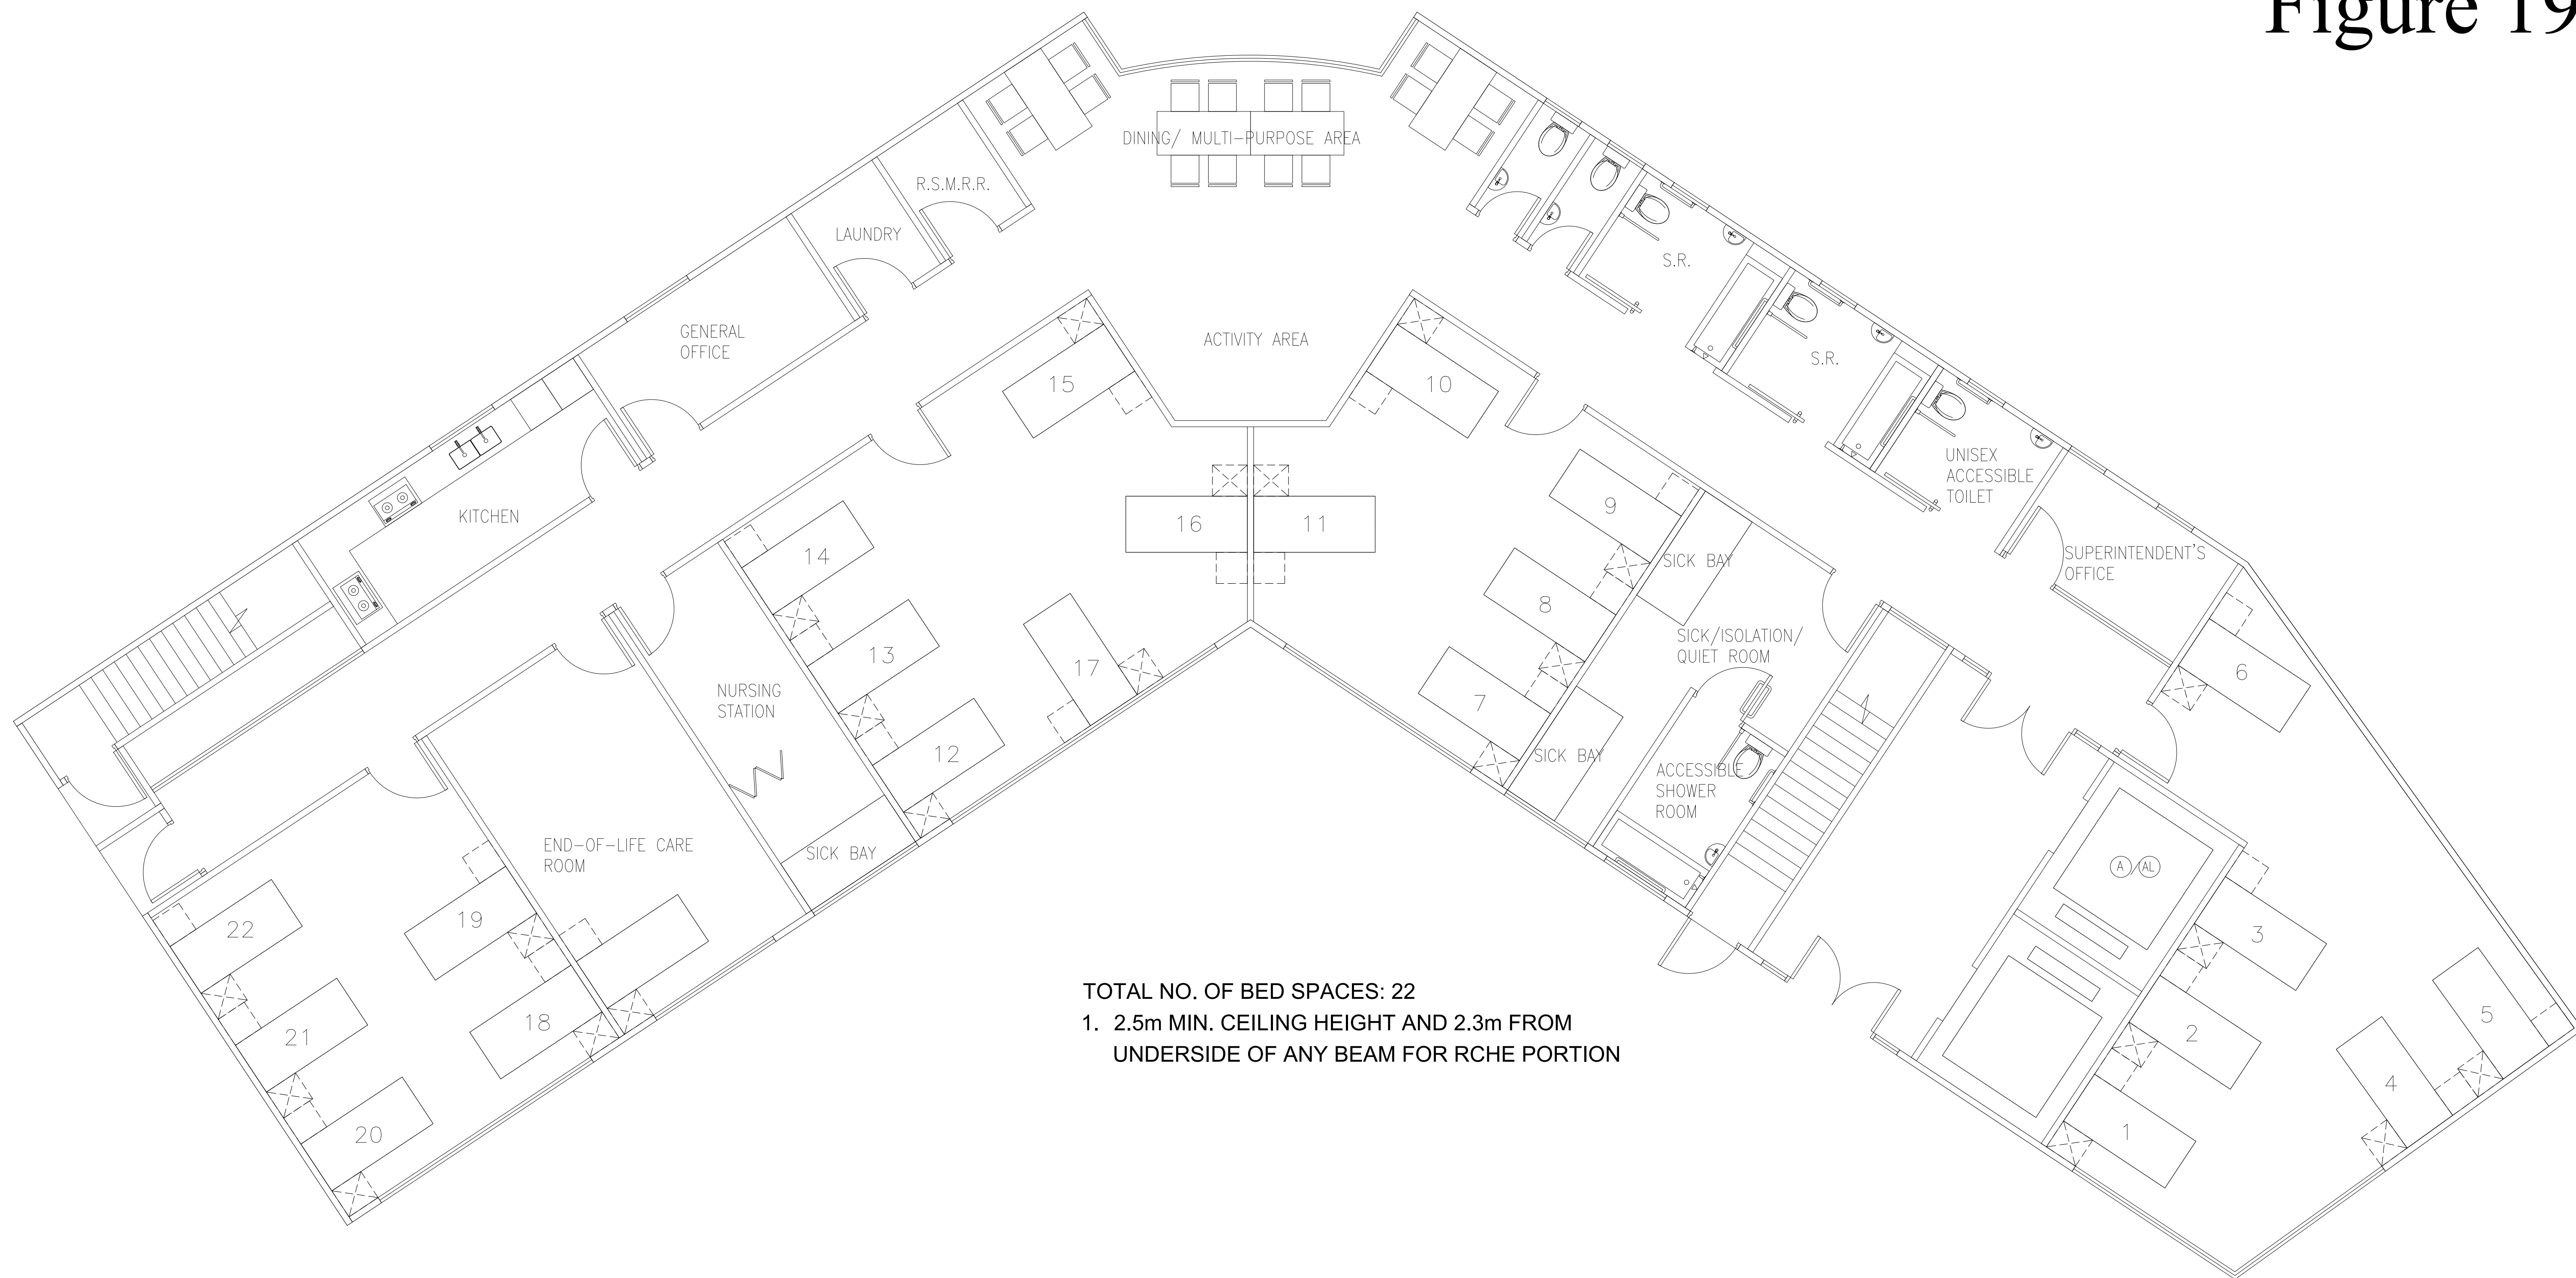 Figure 19
DINING/ MULTI-PURPOSE AREA
R.S.M.R.R.
LAUNDRY
GENERAL
OFFICE
ACTIVITY AREA
S.R.
S.R.
UNISEX
ACCESSIBLE
TOILET
SUPERINTENDENT'S
OFFICE
KITCHEN
15
10
16
11
14
13
12
17
9
8
7
6
SICK BAY
SICK/ISOLATION/
QUIET ROOM
SICK BAY
ACCESSIBLE
SHOWER
ROOM
NURSING
STATION
SICK BAY
END-OF-LIFE CARE
ROOM
22
21
20
19
18
A/AL
3
2
1
5
4
TOTAL NO. OF BED SPACES: 22
1. 2.5m MIN. CEILING HEIGHT AND 2.3m FROM
UNDERSIDE OF ANY BEAM FOR RCHE PORTION